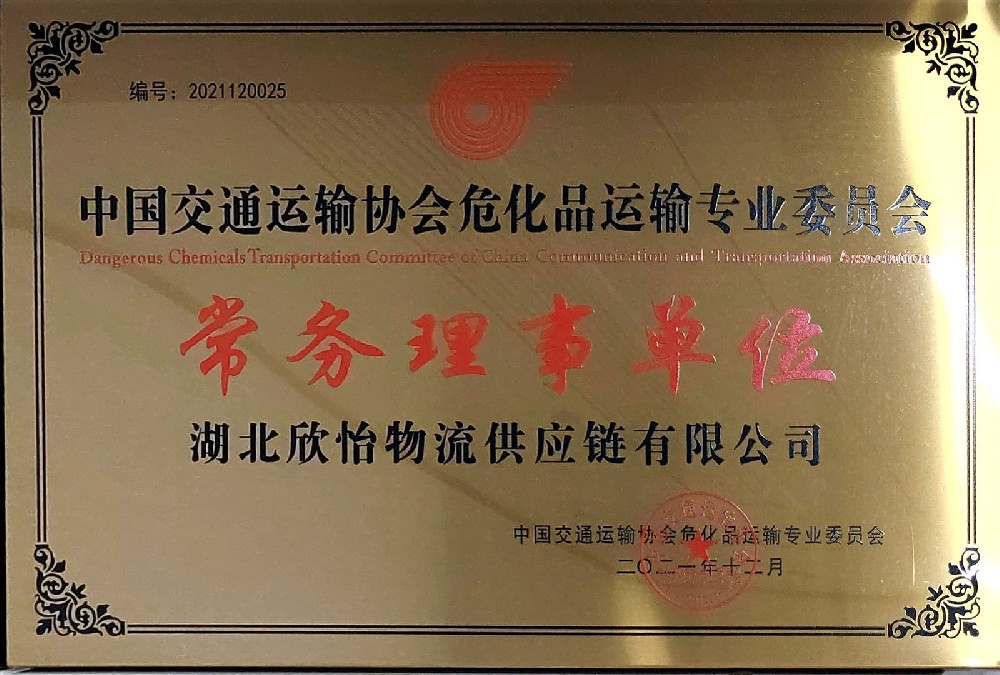 编号：2021120025
中国交通运输协会危化品运输专业委员会
Dangerous Chemicals Transportation Committee of China Communication and Transportation Association
常务理事单位
湖北欣怡物流供应链有限公司
中国交通运输协会危化品运输专业委员会
二〇二一年十二月